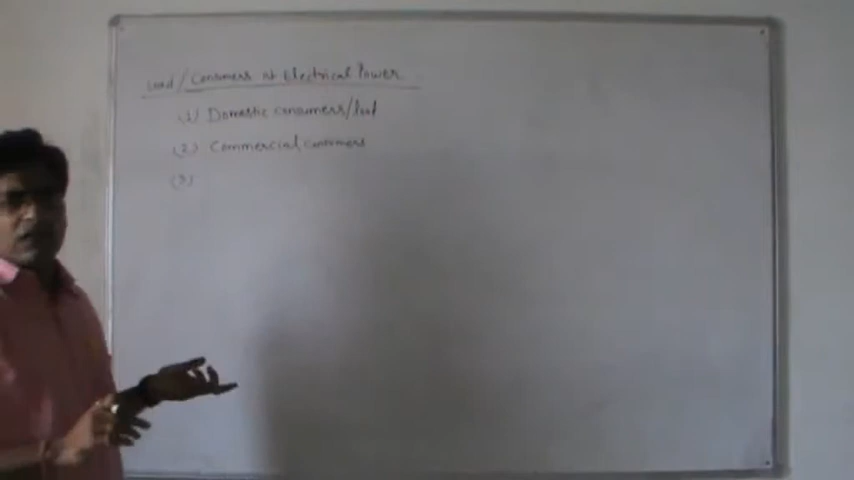 Load / Consumers of Electrical Power
(1) Domestic consumers/load
(2) Commercial consumers
(3)